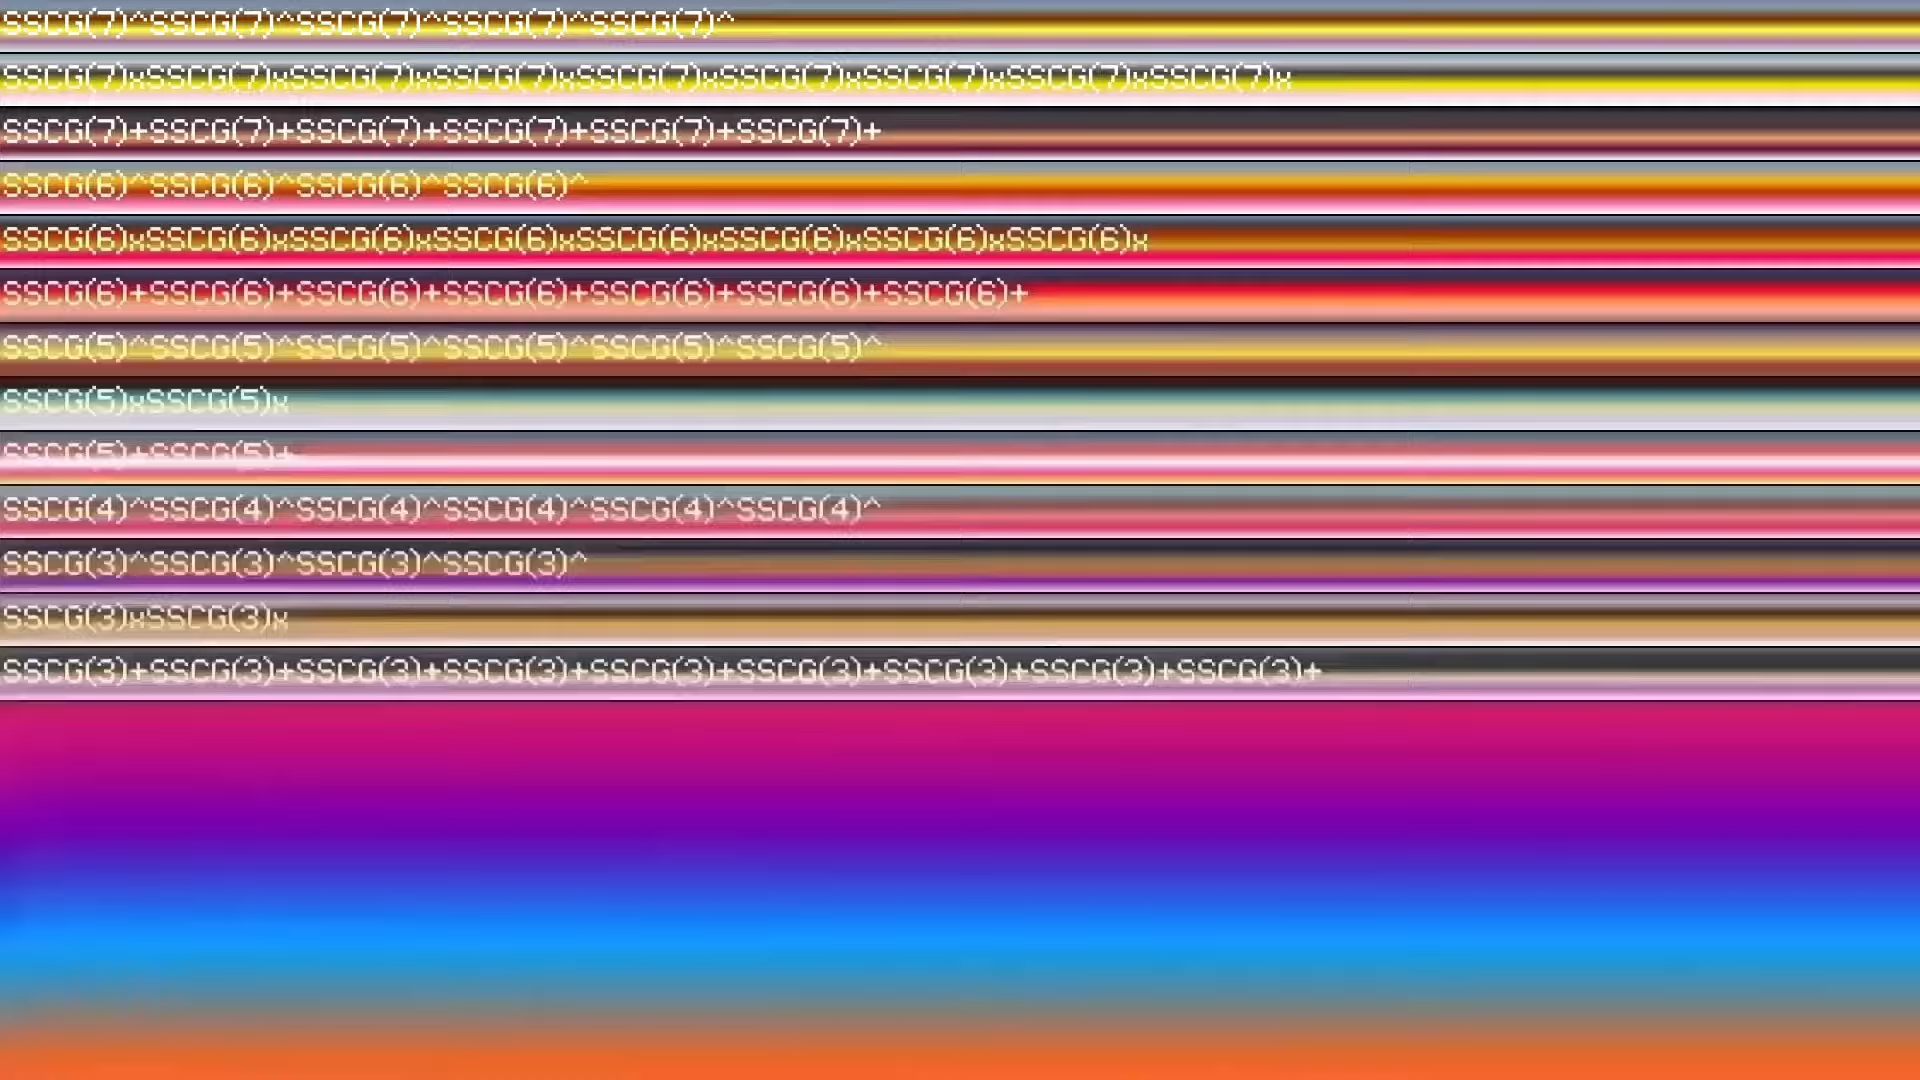 SSCG(7)^SSCG(7)^SSCG(7)^SSCG(7)^SSCG(7)^
SSCG(7)xSSCG(7)xSSCG(7)xSSCG(7)xSSCG(7)xSSCG(7)xSSCG(7)xSSCG(7)xSSCG(7)x
SSCG(7)+SSCG(7)+SSCG(7)+SSCG(7)+SSCG(7)+SSCG(7)+
SSCG(6)^SSCG(6)^SSCG(6)^SSCG(6)^
SSCG(6)xSSCG(6)xSSCG(6)xSSCG(6)xSSCG(6)xSSCG(6)xSSCG(6)xSSCG(6)x
SSCG(6)+SSCG(6)+SSCG(6)+SSCG(6)+SSCG(6)+SSCG(6)+SSCG(6)+
SSCG(5)^SSCG(5)^SSCG(5)^SSCG(5)^SSCG(5)^SSCG(5)^
SSCG(5)xSSCG(5)x
SSCG(5)+SSCG(5)+
SSCG(4)^SSCG(4)^SSCG(4)^SSCG(4)^SSCG(4)^SSCG(4)^
SSCG(3)^SSCG(3)^SSCG(3)^SSCG(3)^
SSCG(3)xSSCG(3)x
SSCG(3)+SSCG(3)+SSCG(3)+SSCG(3)+SSCG(3)+SSCG(3)+SSCG(3)+SSCG(3)+SSCG(3)+